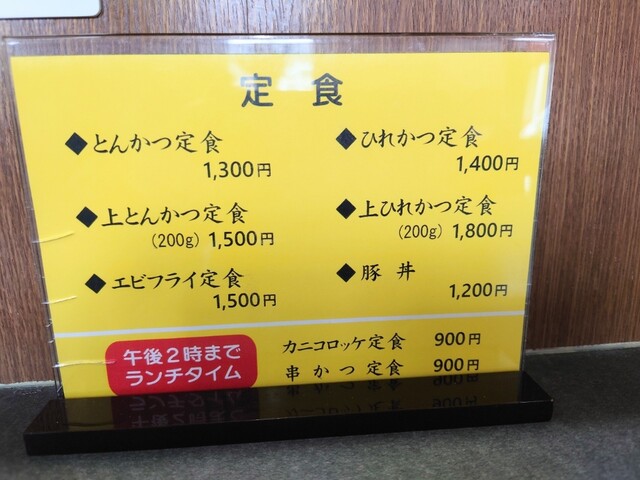 定食
◆とんかつ定食
1,300円
◆ひれかつ定食
1,400円
◆上とんかつ定食
(200g) 1,500円
◆上ひれかつ定食
(200g) 1,800円
◆エビフライ定食
1,500円
◆豚丼
1,200円
午後2時まで
ランチタイム
カニコロッケ定食 900円
串かつ定食 900円